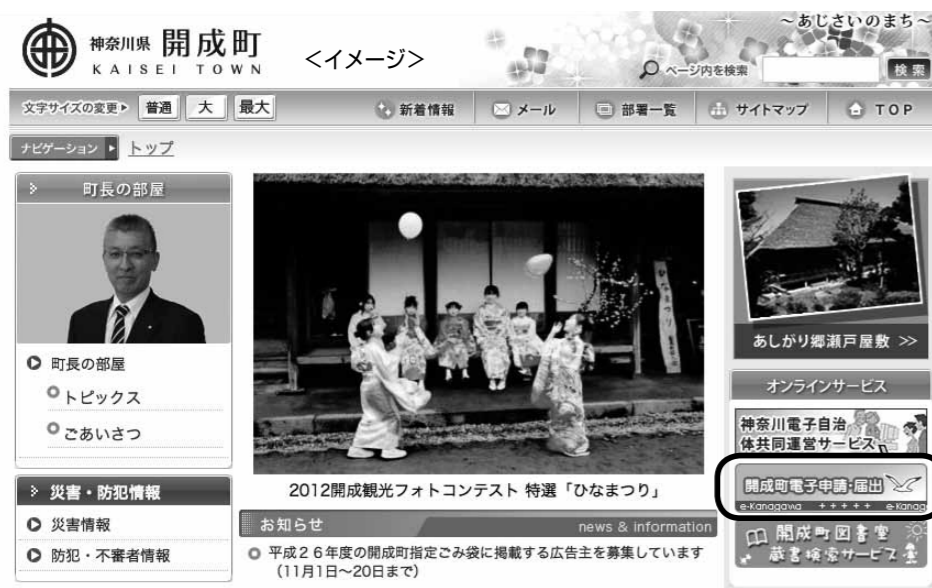 ～あじさいのまち～
神奈川県 開成町
KAISEI TOWN
＜イメージ＞
ページ内を検索
検索
文字サイズの変更
普通
大
最大
新着情報
メール
部署一覧
サイトマップ
TOP
ナビゲーション
トップ
町長の部屋
町長の部屋
トピックス
ごあいさつ
災害・防犯情報
災害情報
防犯・不審者情報
ひなまつり
2012開成観光フォトコンテスト 特選「ひなまつり」
お知らせ
news & information
平成２６年度の開成町指定ごみ袋に掲載する広告主を募集しています
（11月1日～20日まで）
あしがり郷瀬戸屋敷 >>
オンラインサービス
神奈川電子自治
体共同運営サービス
開成町電子申請・届出
e-Kanagawa + + + + + e-Kanag
開成町図書室
蔵書検索サービス